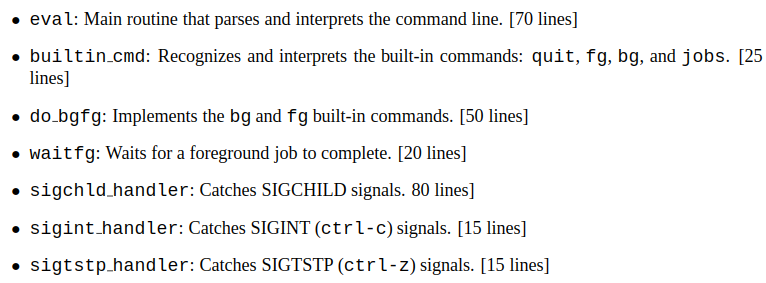 • eval: Main routine that parses and interprets the command line. [70 lines]
• builtin_cmd: Recognizes and interprets the built-in commands: quit, fg, bg, and jobs. [25
lines]
• do_bgfg: Implements the bg and fg built-in commands. [50 lines]
• waitfg: Waits for a foreground job to complete. [20 lines]
• sigchld_handler: Catches SIGCHILD signals. 80 lines]
• sigint_handler: Catches SIGINT (ctrl-c) signals. [15 lines]
• sigtstp_handler: Catches SIGTSTP (ctrl-z) signals. [15 lines]